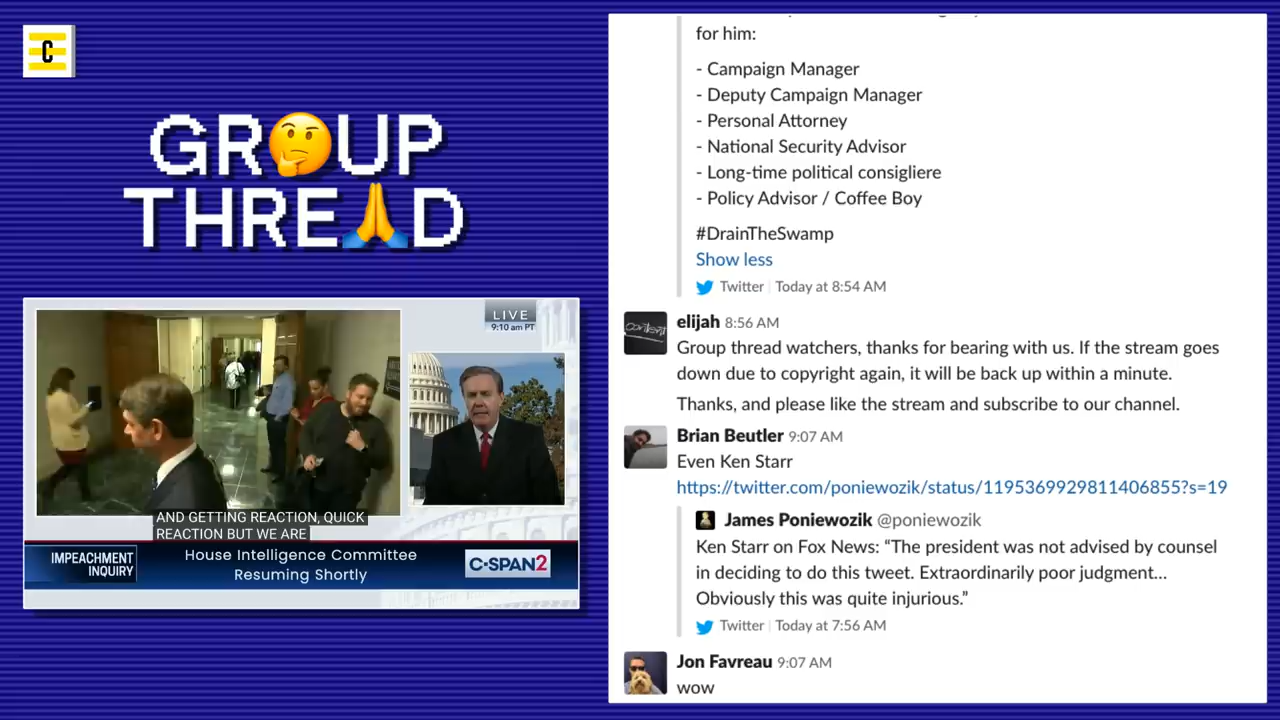 C
GR🤔UP
THRE🙏D
LIVE
9:10 am PT
AND GETTING REACTION, QUICK
REACTION BUT WE ARE
IMPEACHMENT
INQUIRY
House Intelligence Committee
Resuming Shortly
C-SPAN2
for him:
- Campaign Manager
- Deputy Campaign Manager
- Personal Attorney
- National Security Advisor
- Long-time political consigliere
- Policy Advisor / Coffee Boy
#DrainTheSwamp
Show less
Twitter | Today at 8:54 AM
elijah 8:56 AM
Group thread watchers, thanks for bearing with us. If the stream goes
down due to copyright again, it will be back up within a minute.
Thanks, and please like the stream and subscribe to our channel.
Brian Beutler 9:07 AM
Even Ken Starr
https://twitter.com/poniewozik/status/1195369929811406855?s=19
James Poniewozik @poniewozik
Ken Starr on Fox News: “The president was not advised by counsel
in deciding to do this tweet. Extraordinarily poor judgment…
Obviously this was quite injurious.”
Twitter | Today at 7:56 AM
Jon Favreau 9:07 AM
wow